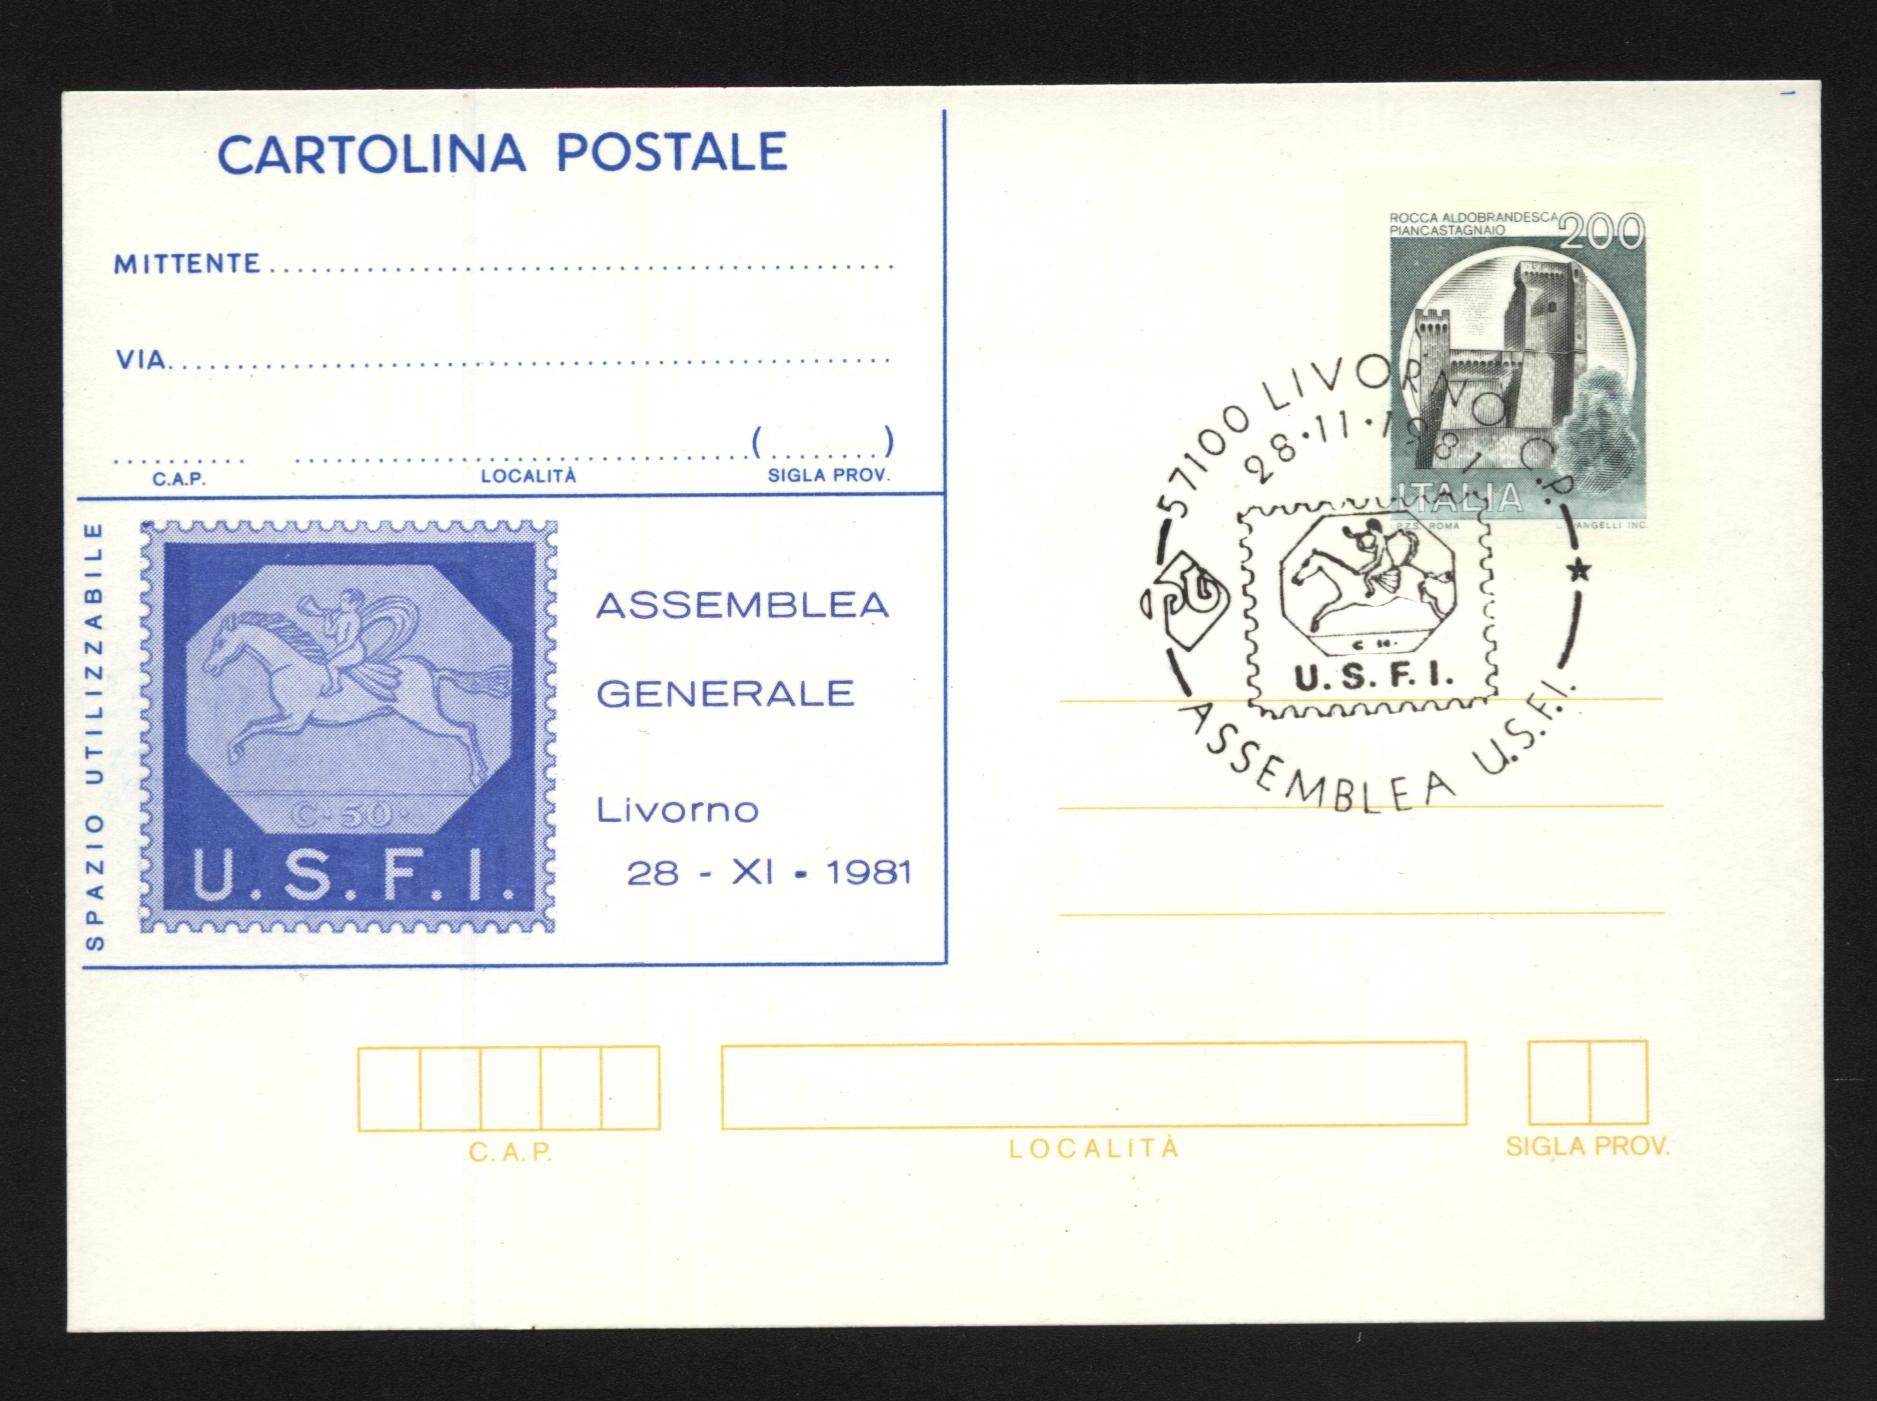 CARTOLINA POSTALE
MITTENTE
VIA
( )
C.A.P. LOCALITÀ SIGLA PROV.
SPAZIO UTILIZZABILE
C·50·
U.S.F.I.
ASSEMBLEA
GENERALE
Livorno
28 - XI - 1981
ROCCA ALDOBRANDESCA
PIANCASTAGNAIO
200
ITALIA
I.P.Z.S. ROMA
57100 LIVORNO C.P.
28·11·1981
U.S.F.I.
ASSEMBLEA U.S.F.I.
C.A.P. LOCALITÀ SIGLA PROV.